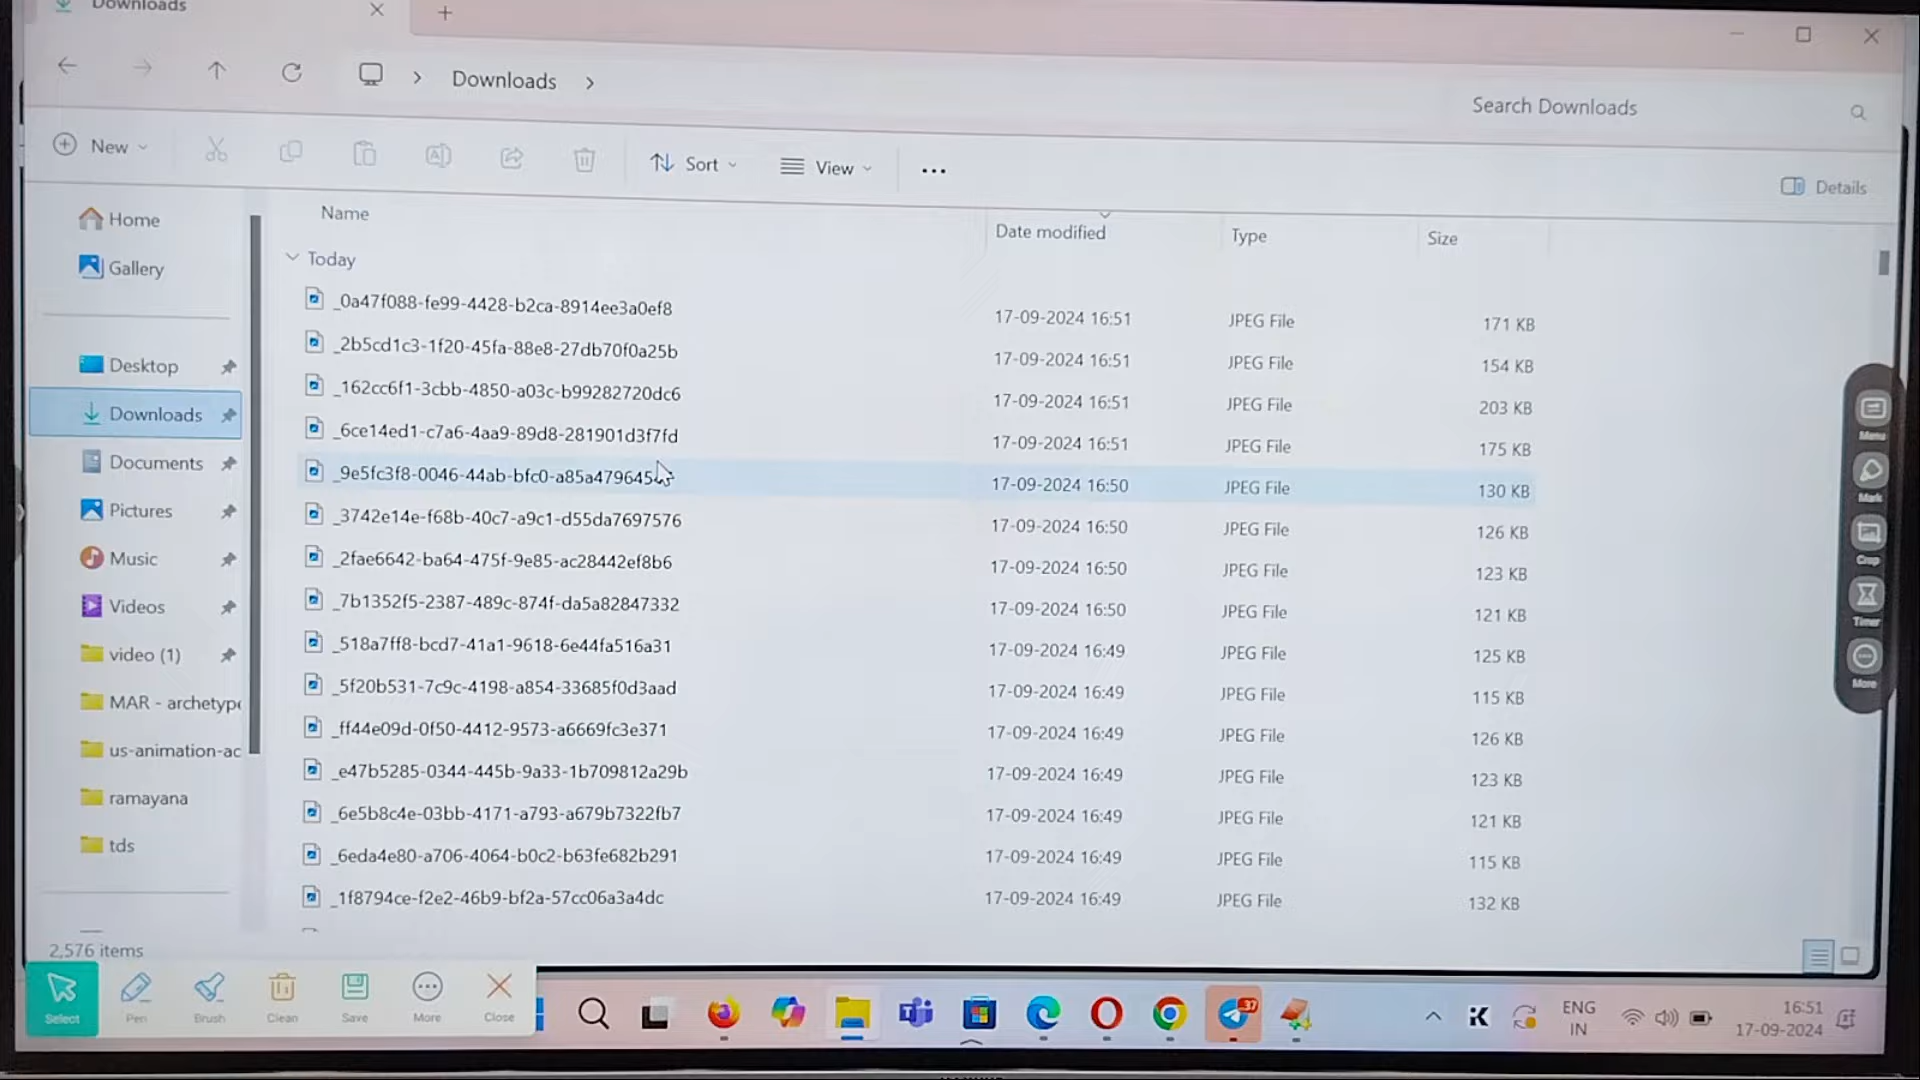 Downloads
Downloads
Search Downloads
New
Sort
View
Details
Name
Date modified
Type
Size
Home
Gallery
Desktop
Downloads
Documents
Pictures
Music
Videos
video (1)
MAR - archetype
us-animation-ac
ramayana
tds
Today
_0a47f088-fe99-4428-b2ca-8914ee3a0ef8 17-09-2024 16:51 JPEG File 171 KB
_2b5cd1c3-1f20-45fa-88e8-27db70f0a25b 17-09-2024 16:51 JPEG File 154 KB
_162cc6f1-3cbb-4850-a03c-b99282720dc6 17-09-2024 16:51 JPEG File 203 KB
_6ce14ed1-c7a6-4aa9-89d8-281901d3f7fd 17-09-2024 16:51 JPEG File 175 KB
_9e5fc3f8-0046-44ab-bfc0-a85a4796454 17-09-2024 16:50 JPEG File 130 KB
_3742e14e-f68b-40c7-a9c1-d55da7697576 17-09-2024 16:50 JPEG File 126 KB
_2fae6642-ba64-475f-9e85-ac28442ef8b6 17-09-2024 16:50 JPEG File 123 KB
_7b1352f5-2387-489c-874f-da5a82847332 17-09-2024 16:50 JPEG File 121 KB
_518a7ff8-bcd7-41a1-9618-6e44fa516a31 17-09-2024 16:49 JPEG File 125 KB
_5f20b531-7c9c-4198-a854-33685f0d3aad 17-09-2024 16:49 JPEG File 115 KB
_ff44e09d-0f50-4412-9573-a6669fc3e371 17-09-2024 16:49 JPEG File 126 KB
_e47b5285-0344-445b-9a33-1b709812a29b 17-09-2024 16:49 JPEG File 123 KB
_6e5b8c4e-03bb-4171-a793-a679b7322fb7 17-09-2024 16:49 JPEG File 121 KB
_6eda4e80-a706-4064-b0c2-b63fe682b291 17-09-2024 16:49 JPEG File 115 KB
_1f8794ce-f2e2-46b9-bf2a-57cc06a3a4dc 17-09-2024 16:49 JPEG File 132 KB
Menu
Mark
Crop
Timer
More
2,576 items
Select
Pen
Brush
Clean
Save
More
Close
37
ENG
IN
16:51
17-09-2024